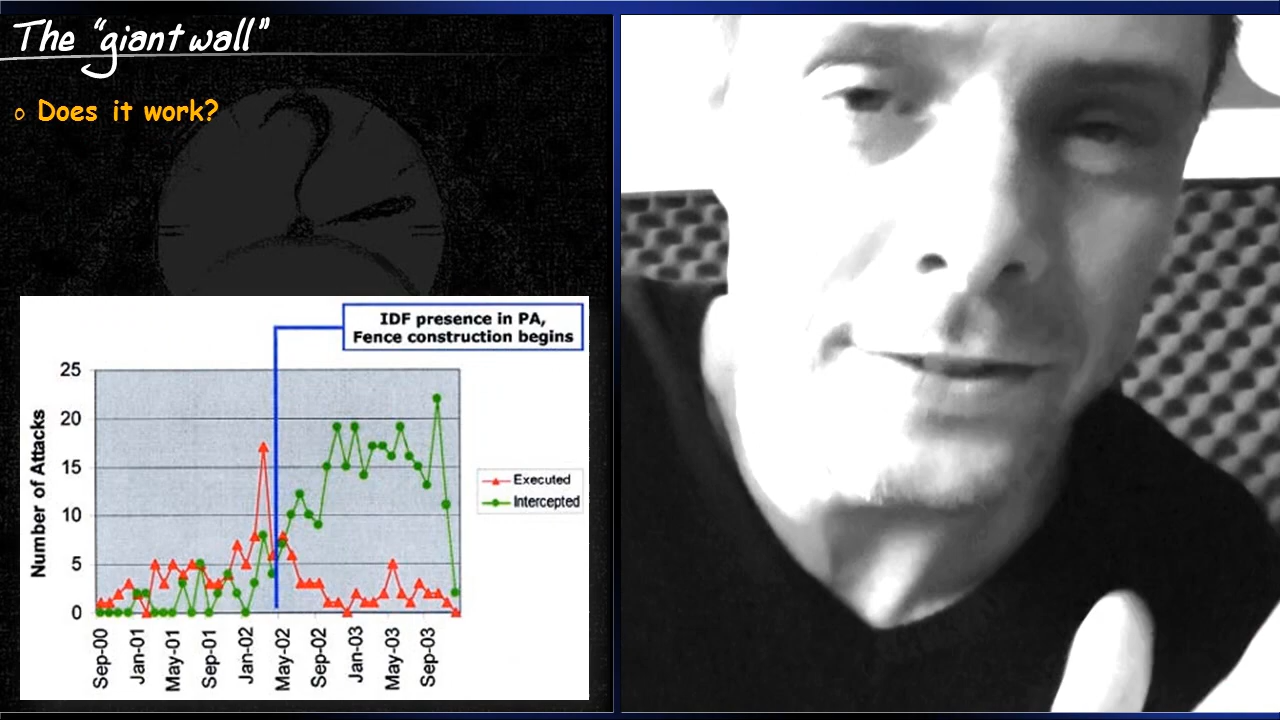 The "giant wall"
o Does it work?
IDF presence in PA,
Fence construction begins
25
20
15
10
5
0
Number of Attacks
Executed
Intercepted
Sep-00
Jan-01
May-01
Sep-01
Jan-02
May-02
Sep-02
Jan-03
May-03
Sep-03